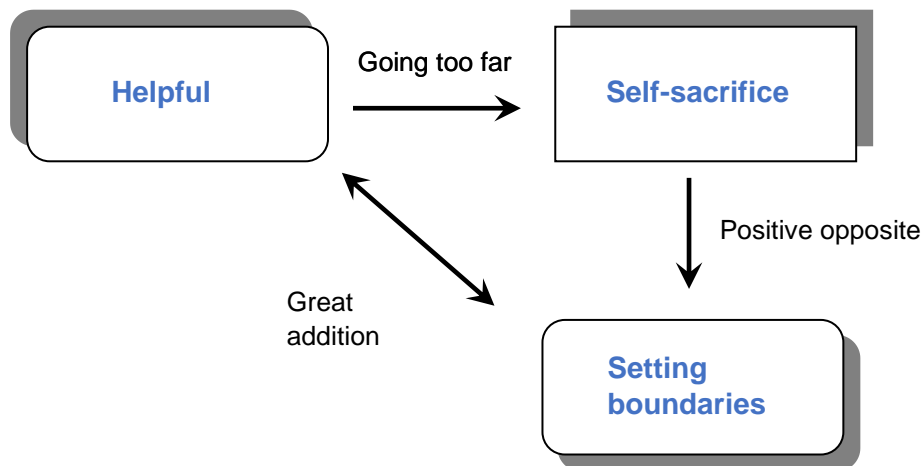 Going too far
Helpful
Self-sacrifice
Positive opposite
Great
addition
Setting
boundaries